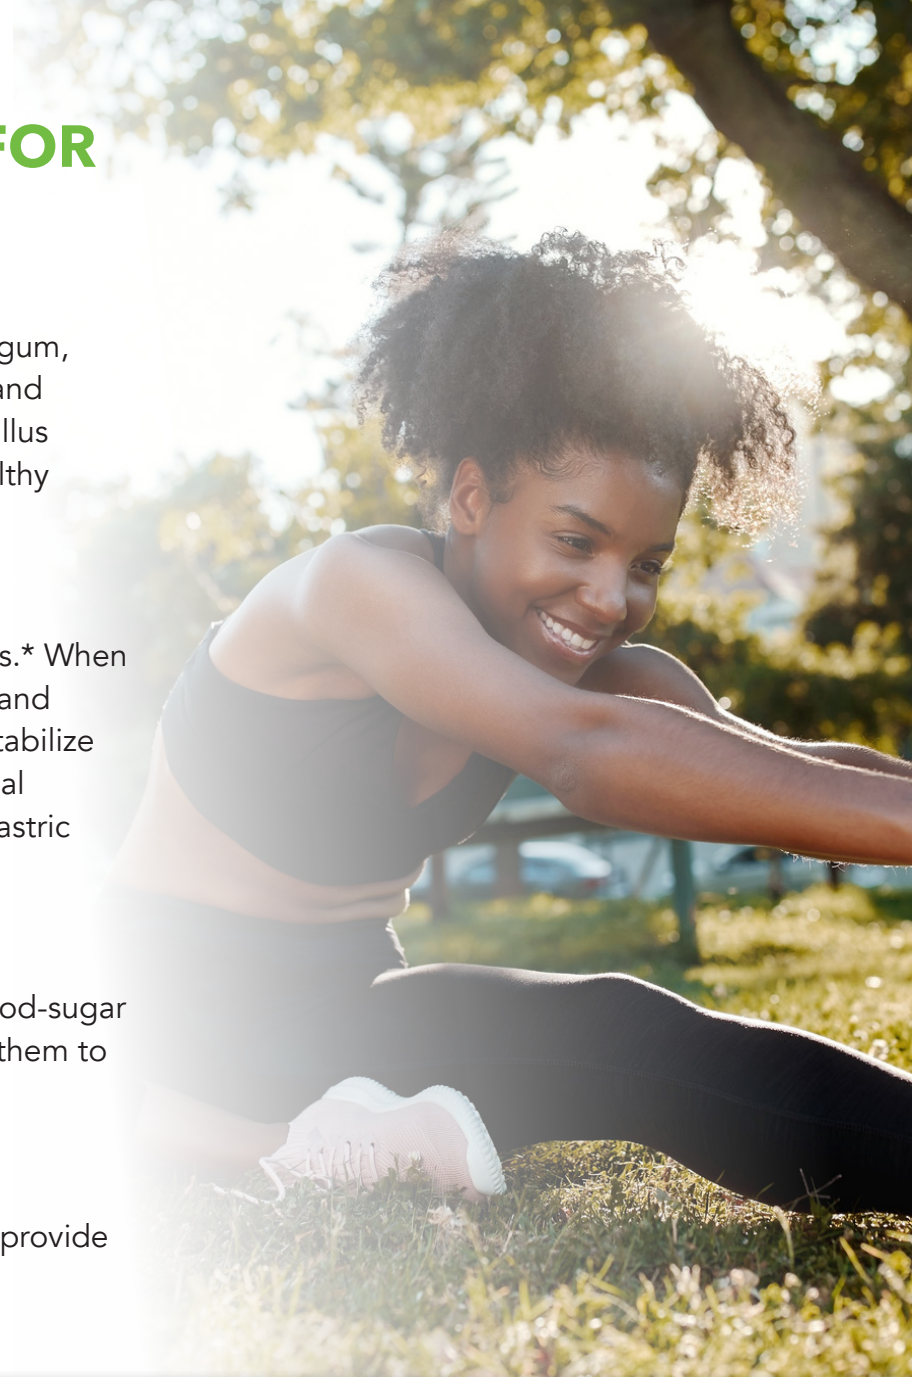 FOR
gum,
and
llus
lthy
s.* When
and
tabilize
al
astric
od-sugar
them to
provide